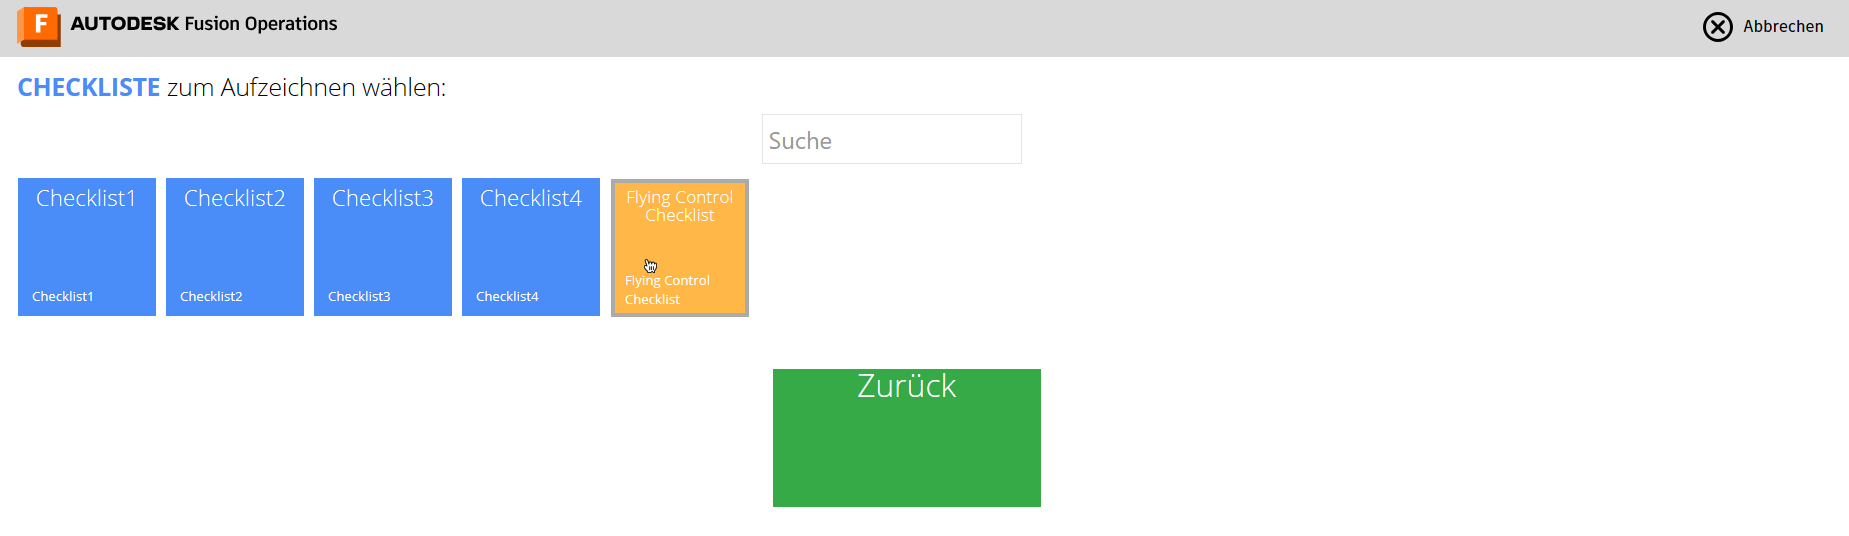 F AUTODESK Fusion Operations
Abbrechen
CHECKLISTE zum Aufzeichnen wählen:
Suche
Checklist1
Checklist1
Checklist2
Checklist2
Checklist3
Checklist3
Checklist4
Checklist4
Flying Control
Checklist
Flying Control
Checklist
Zurück